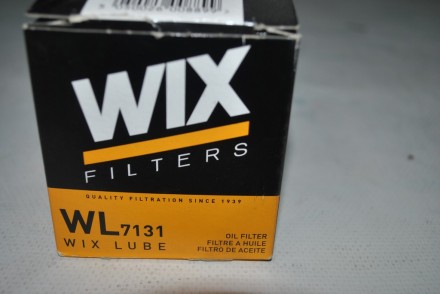 WIX
FILTERS
QUALITY FILTRATION SINCE 1939
WL7131
WIX LUBE
OIL FILTER
FILTRE A HUILE
FILTRO DE ACEITE